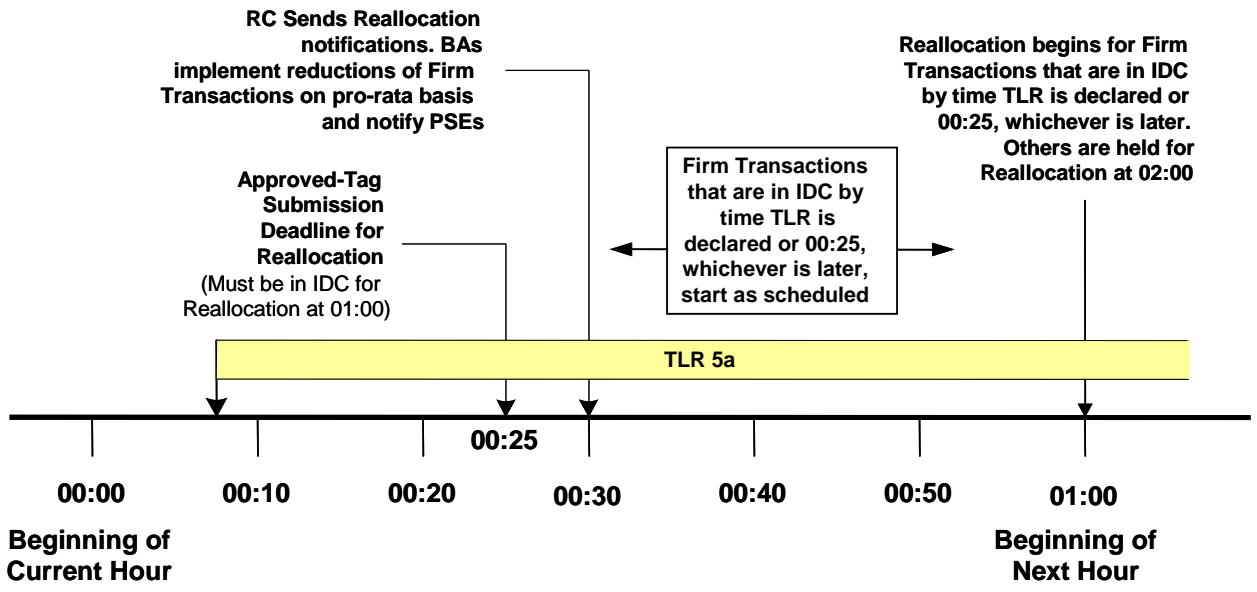 RC Sends Reallocation
notifications. BAs
implement reductions of Firm
Transactions on pro-rata basis
and notify PSEs
Reallocation begins for Firm
Transactions that are in IDC
by time TLR is declared or
00:25, whichever is later.
Others are held for
Reallocation at 02:00
Approved-Tag
Submission
Deadline for
Reallocation
(Must be in IDC for
Reallocation at 01:00)
Firm Transactions
that are in IDC by
time TLR is
declared or 00:25,
whichever is later,
start as scheduled
TLR 5a
00:25
00:00
00:10
00:20
00:30
00:40
00:50
01:00
Beginning of
Current Hour
Beginning of
Next Hour